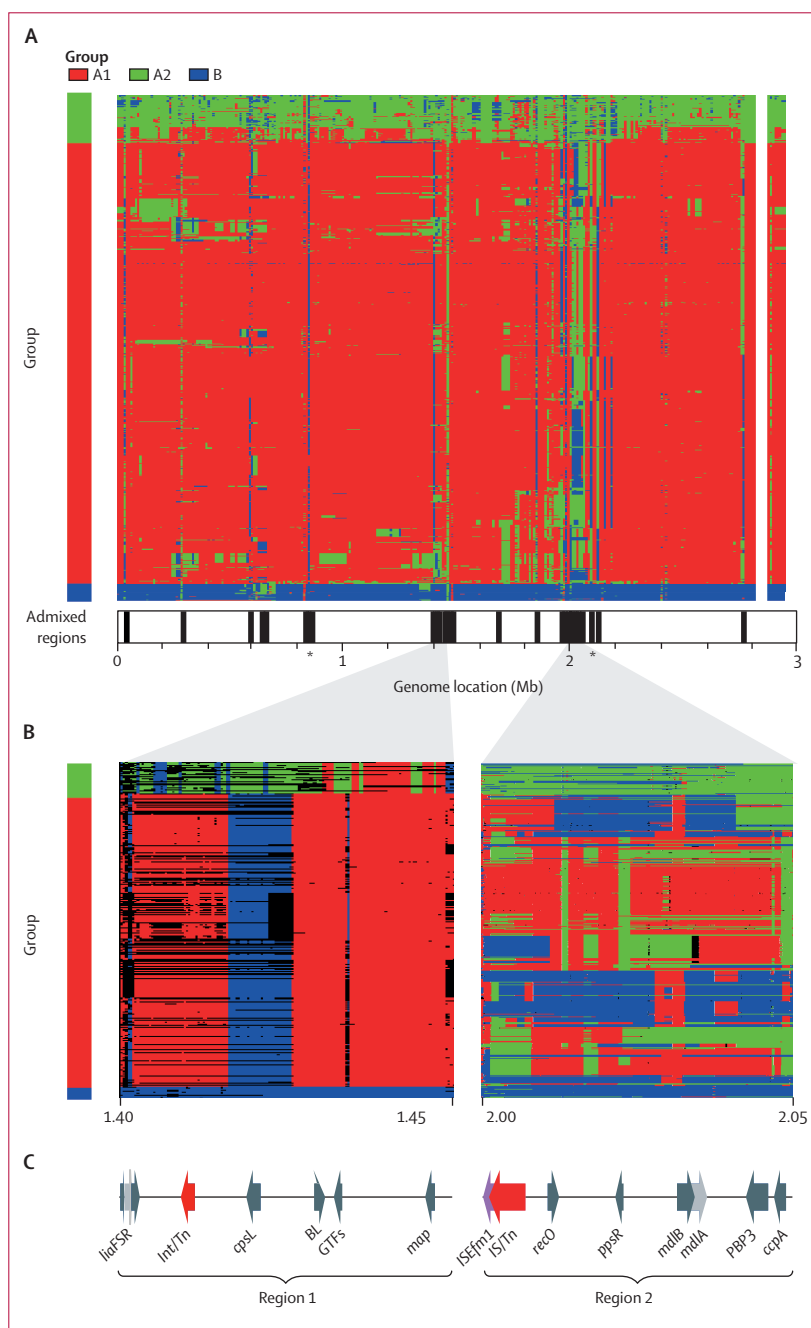 A
Group
A1 A2 B
Group
Admixed
regions
0 1 2 3
* *
Genome location (Mb)
B
Group
1.40 1.45 2.00 2.05
C
liaFSR Int/Tn cpsL BL GTFs map ISEfm1 IS/Tn recO ppsR mdlB mdlA PBP3 ccpA
Region 1 Region 2